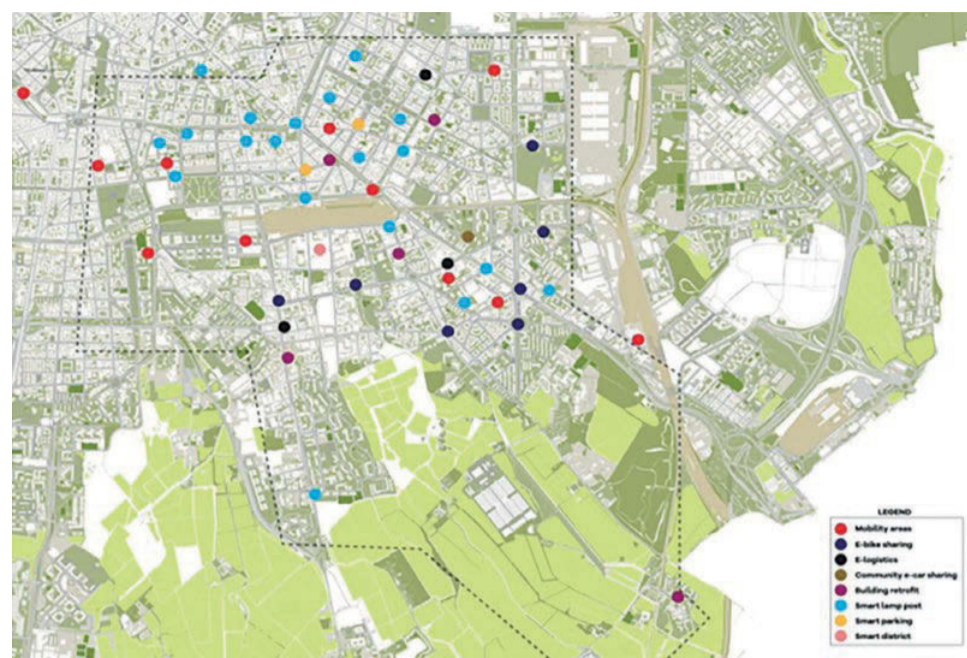 LEGEND
Mobility areas
E-bike sharing
E-logistics
Community e-car sharing
Building retrofit
Smart lamp post
Smart parking
Smart district